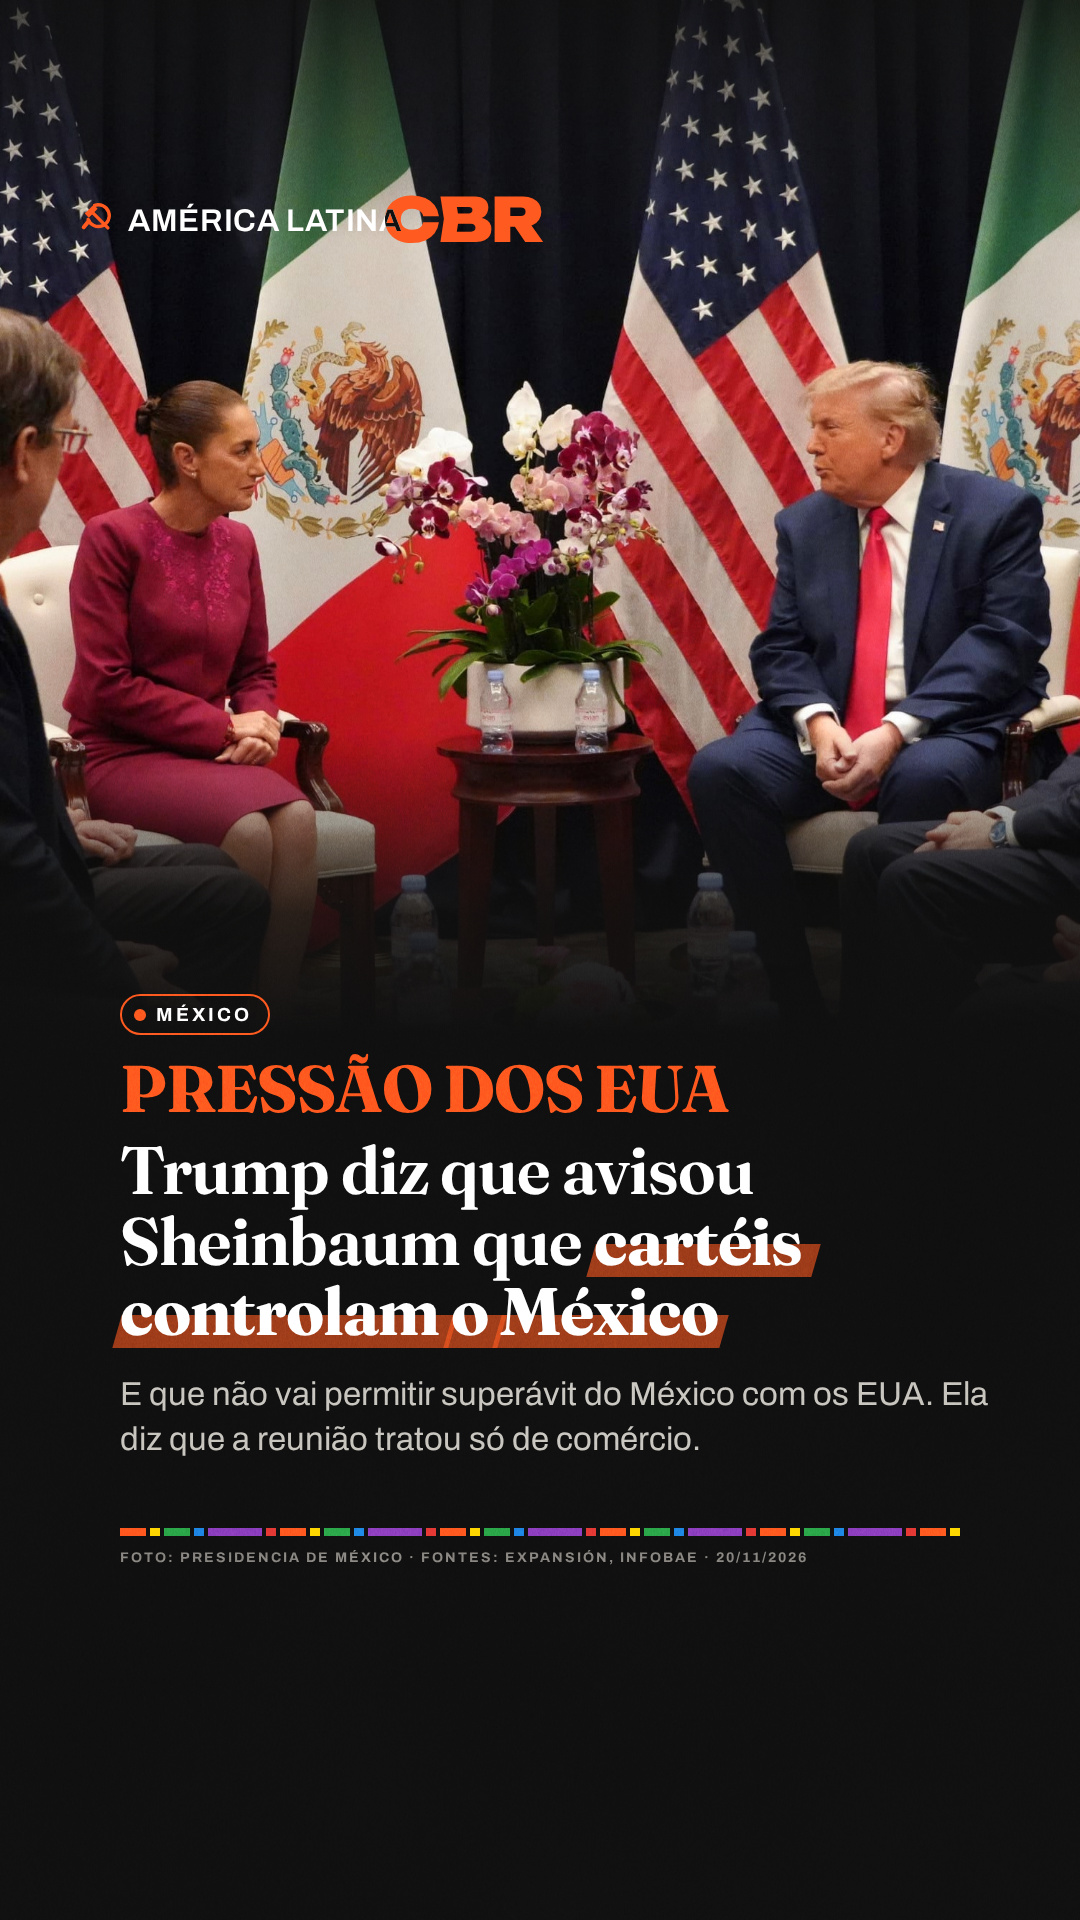 AMÉRICA LATINA CBR
MÉXICO
PRESSÃO DOS EUA
Trump diz que avisou
Sheinbaum que cartéis
controlam o México
E que não vai permitir superávit do México com os EUA. Ela
diz que a reunião tratou só de comércio.
FOTO: PRESIDENCIA DE MÉXICO · FONTES: EXPANSIÓN, INFOBAE · 20/11/2026